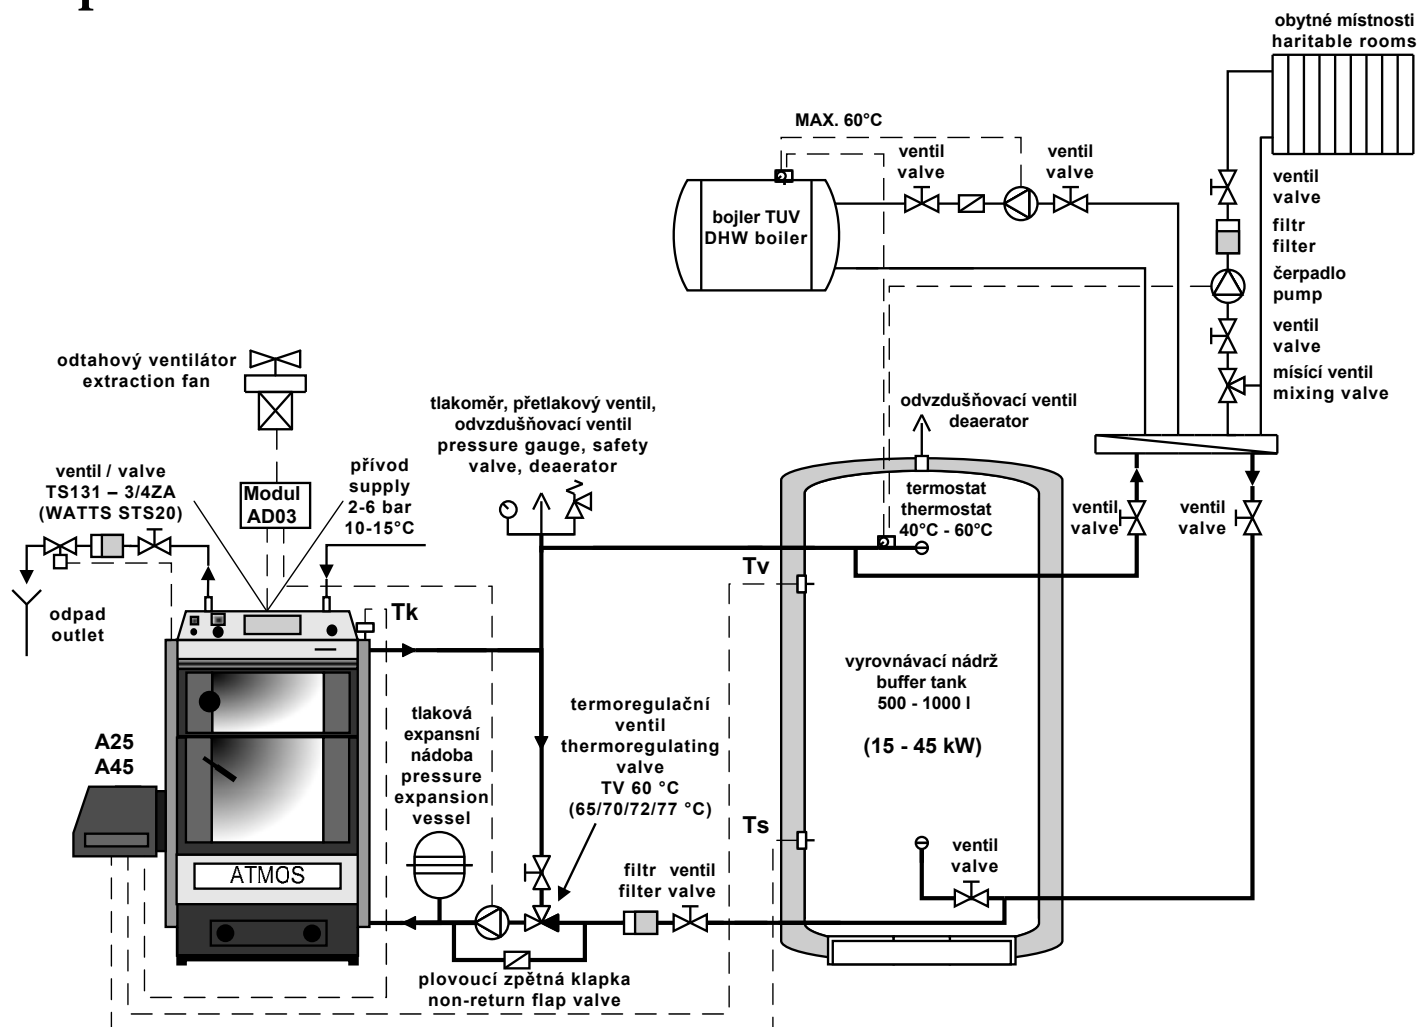 obytné místnosti
haritable rooms
MAX. 60°C
ventil
valve
ventil
valve
bojler TUV
DHW boiler
ventil
valve
filtr
filter
čerpadlo
pump
ventil
valve
mísící ventil
mixing valve
odtahový ventilátor
extraction fan
tlakoměr, přetlakový ventil,
odvzdušňovací ventil
pressure gauge, safety
valve, deaerator
odvzdušňovací ventil
deaerator
ventil / valve
TS131 – 3/4ZA
(WATTS STS20)
Modul
AD03
přívod
supply
2-6 bar
10-15°C
termostat
thermostat
40°C - 60°C
ventil
valve
ventil
valve
odpad
outlet
Tk
Tv
vyrovnávací nádrž
buffer tank
500 - 1000 l
(15 - 45 kW)
tlaková
expansní
nádoba
pressure
expansion
vessel
termoregulační
ventil
thermoregulating
valve
TV 60 °C
(65/70/72/77 °C)
A25
A45
Ts
ATMOS
filtr ventil
filter valve
ventil
valve
plovoucí zpětná klapka
non-return flap valve